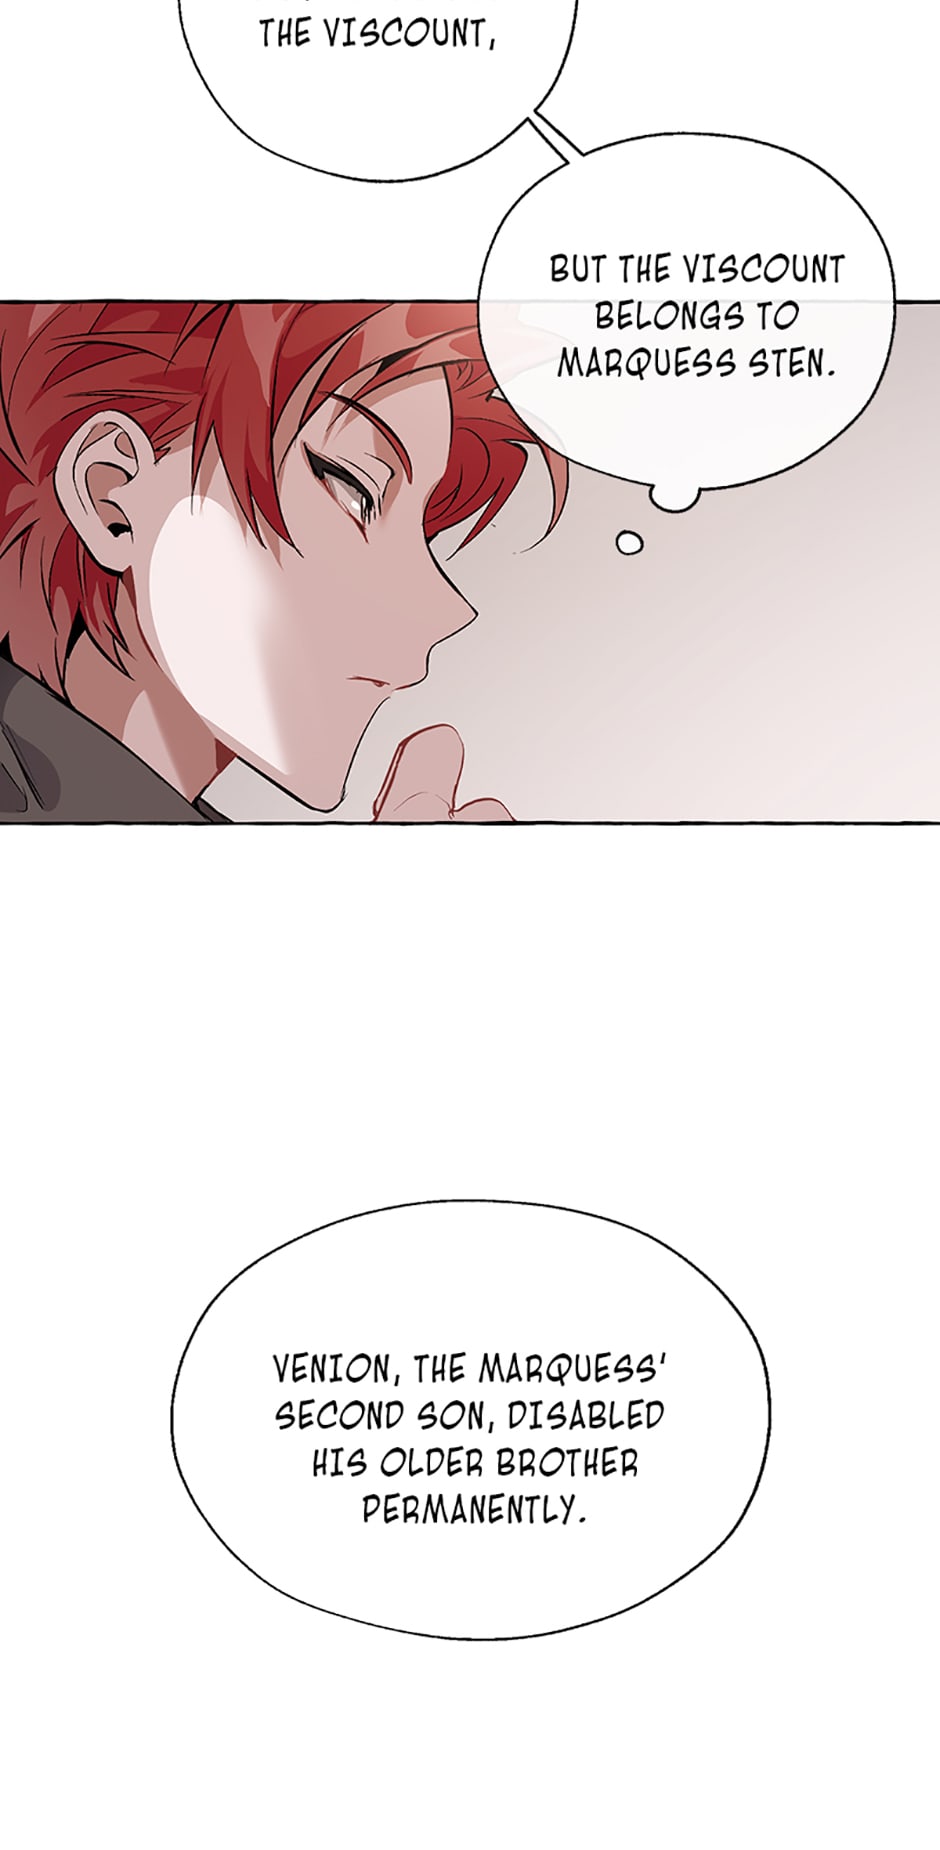 THE VISCOUNT,
BUT THE VISCOUNT
BELONGS TO
MARQUESS STEN.
VENION, THE MARQUESS'
SECOND SON, DISABLED
HIS OLDER BROTHER
PERMANENTLY.